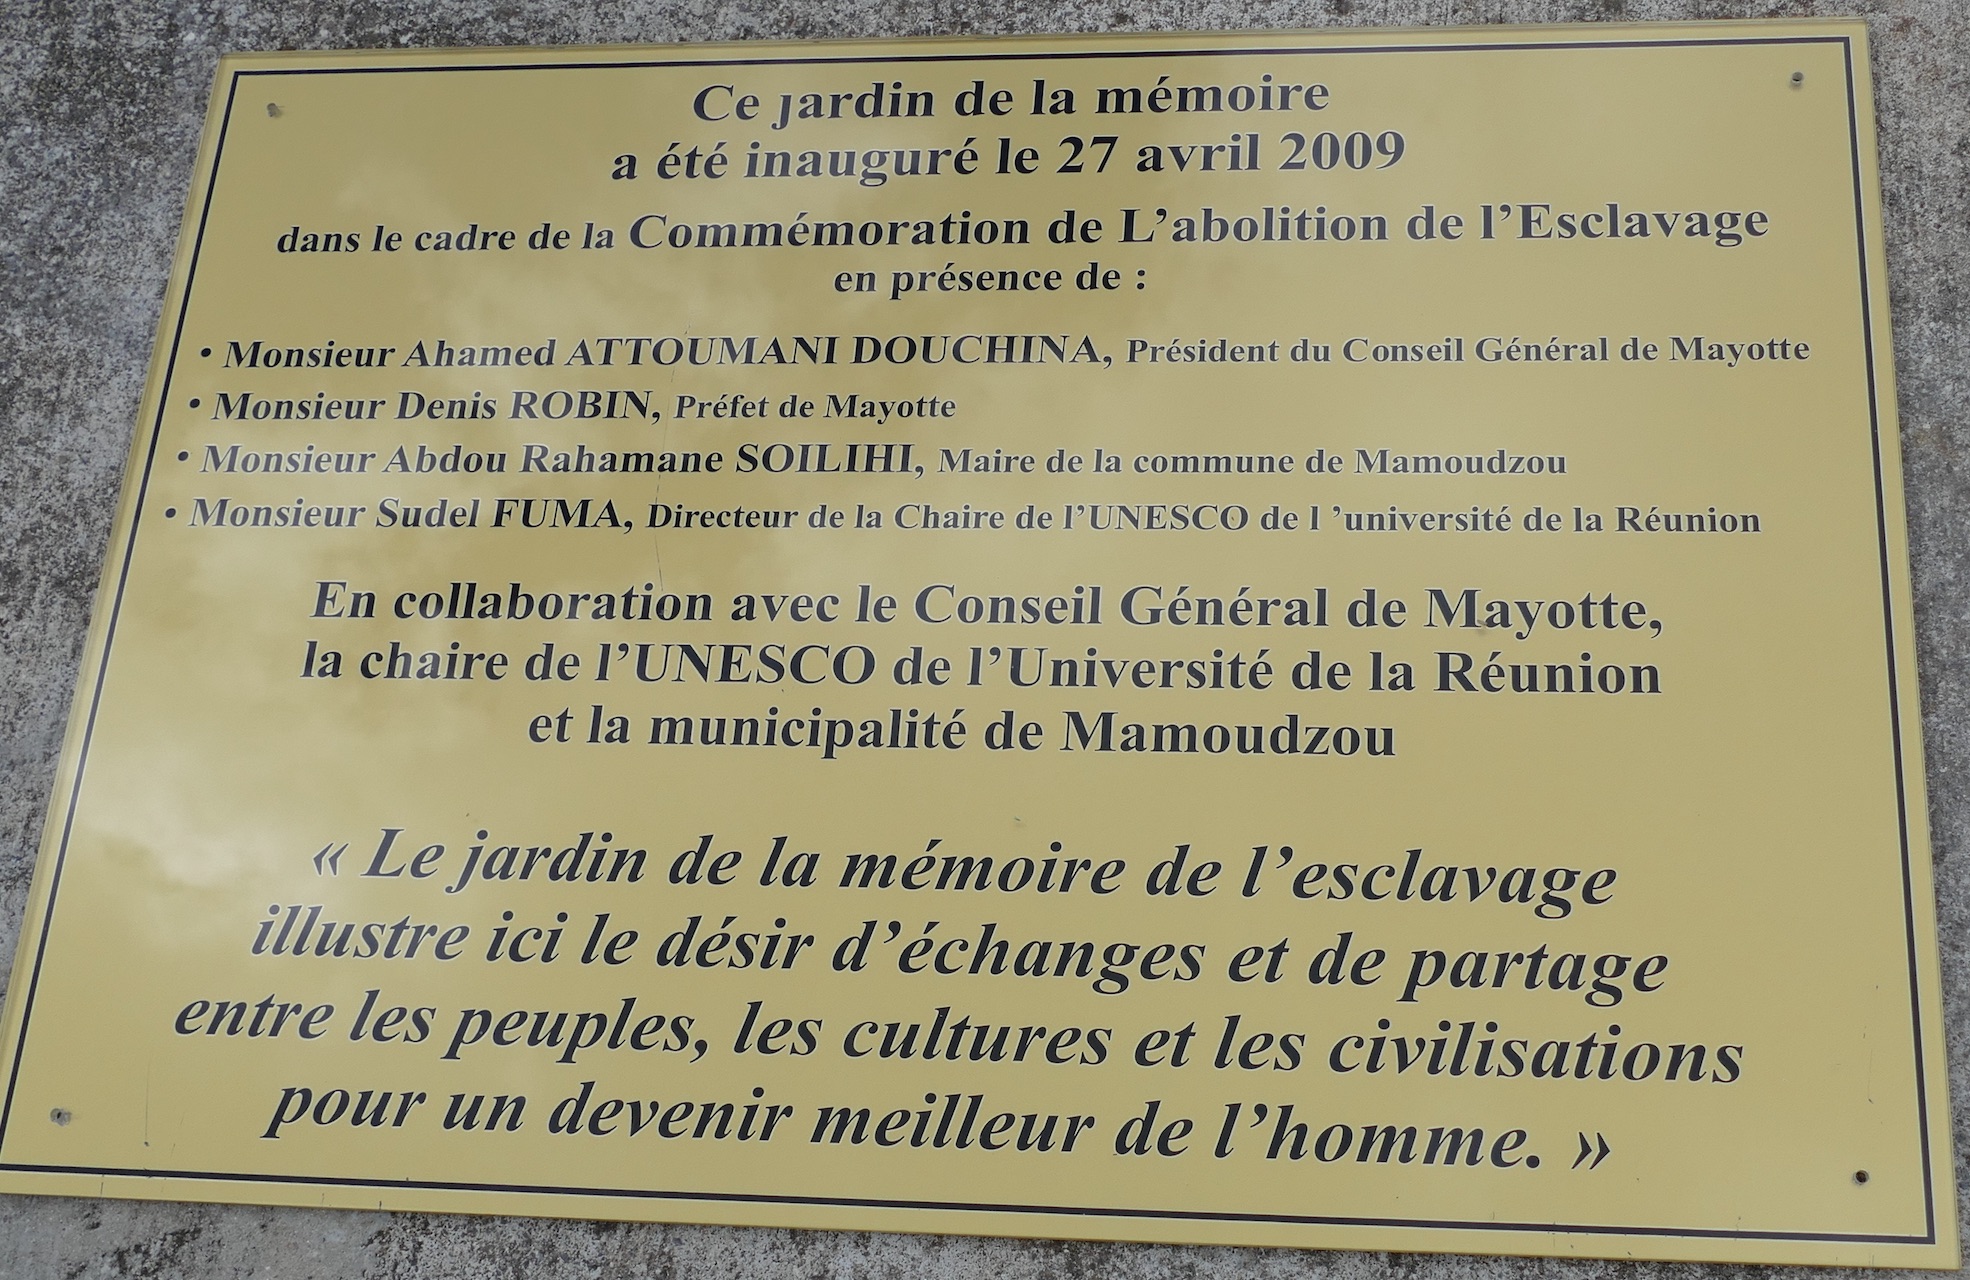 Ce jardin de la mémoire
a été inauguré le 27 avril 2009
dans le cadre de la Commémoration de L’abolition de l’Esclavage
en présence de :
• Monsieur Ahamed ATTOUMANI DOUCHINA, Président du Conseil Général de Mayotte
• Monsieur Denis ROBIN, Préfet de Mayotte
• Monsieur Abdou Rahamane SOILIHI, Maire de la commune de Mamoudzou
• Monsieur Sudel FUMA, Directeur de la Chaire de l’UNESCO de l ’université de la Réunion
En collaboration avec le Conseil Général de Mayotte,
la chaire de l’UNESCO de l’Université de la Réunion
et la municipalité de Mamoudzou
« Le jardin de la mémoire de l’esclavage
illustre ici le désir d’échanges et de partage
entre les peuples, les cultures et les civilisations
pour un devenir meilleur de l’homme. »